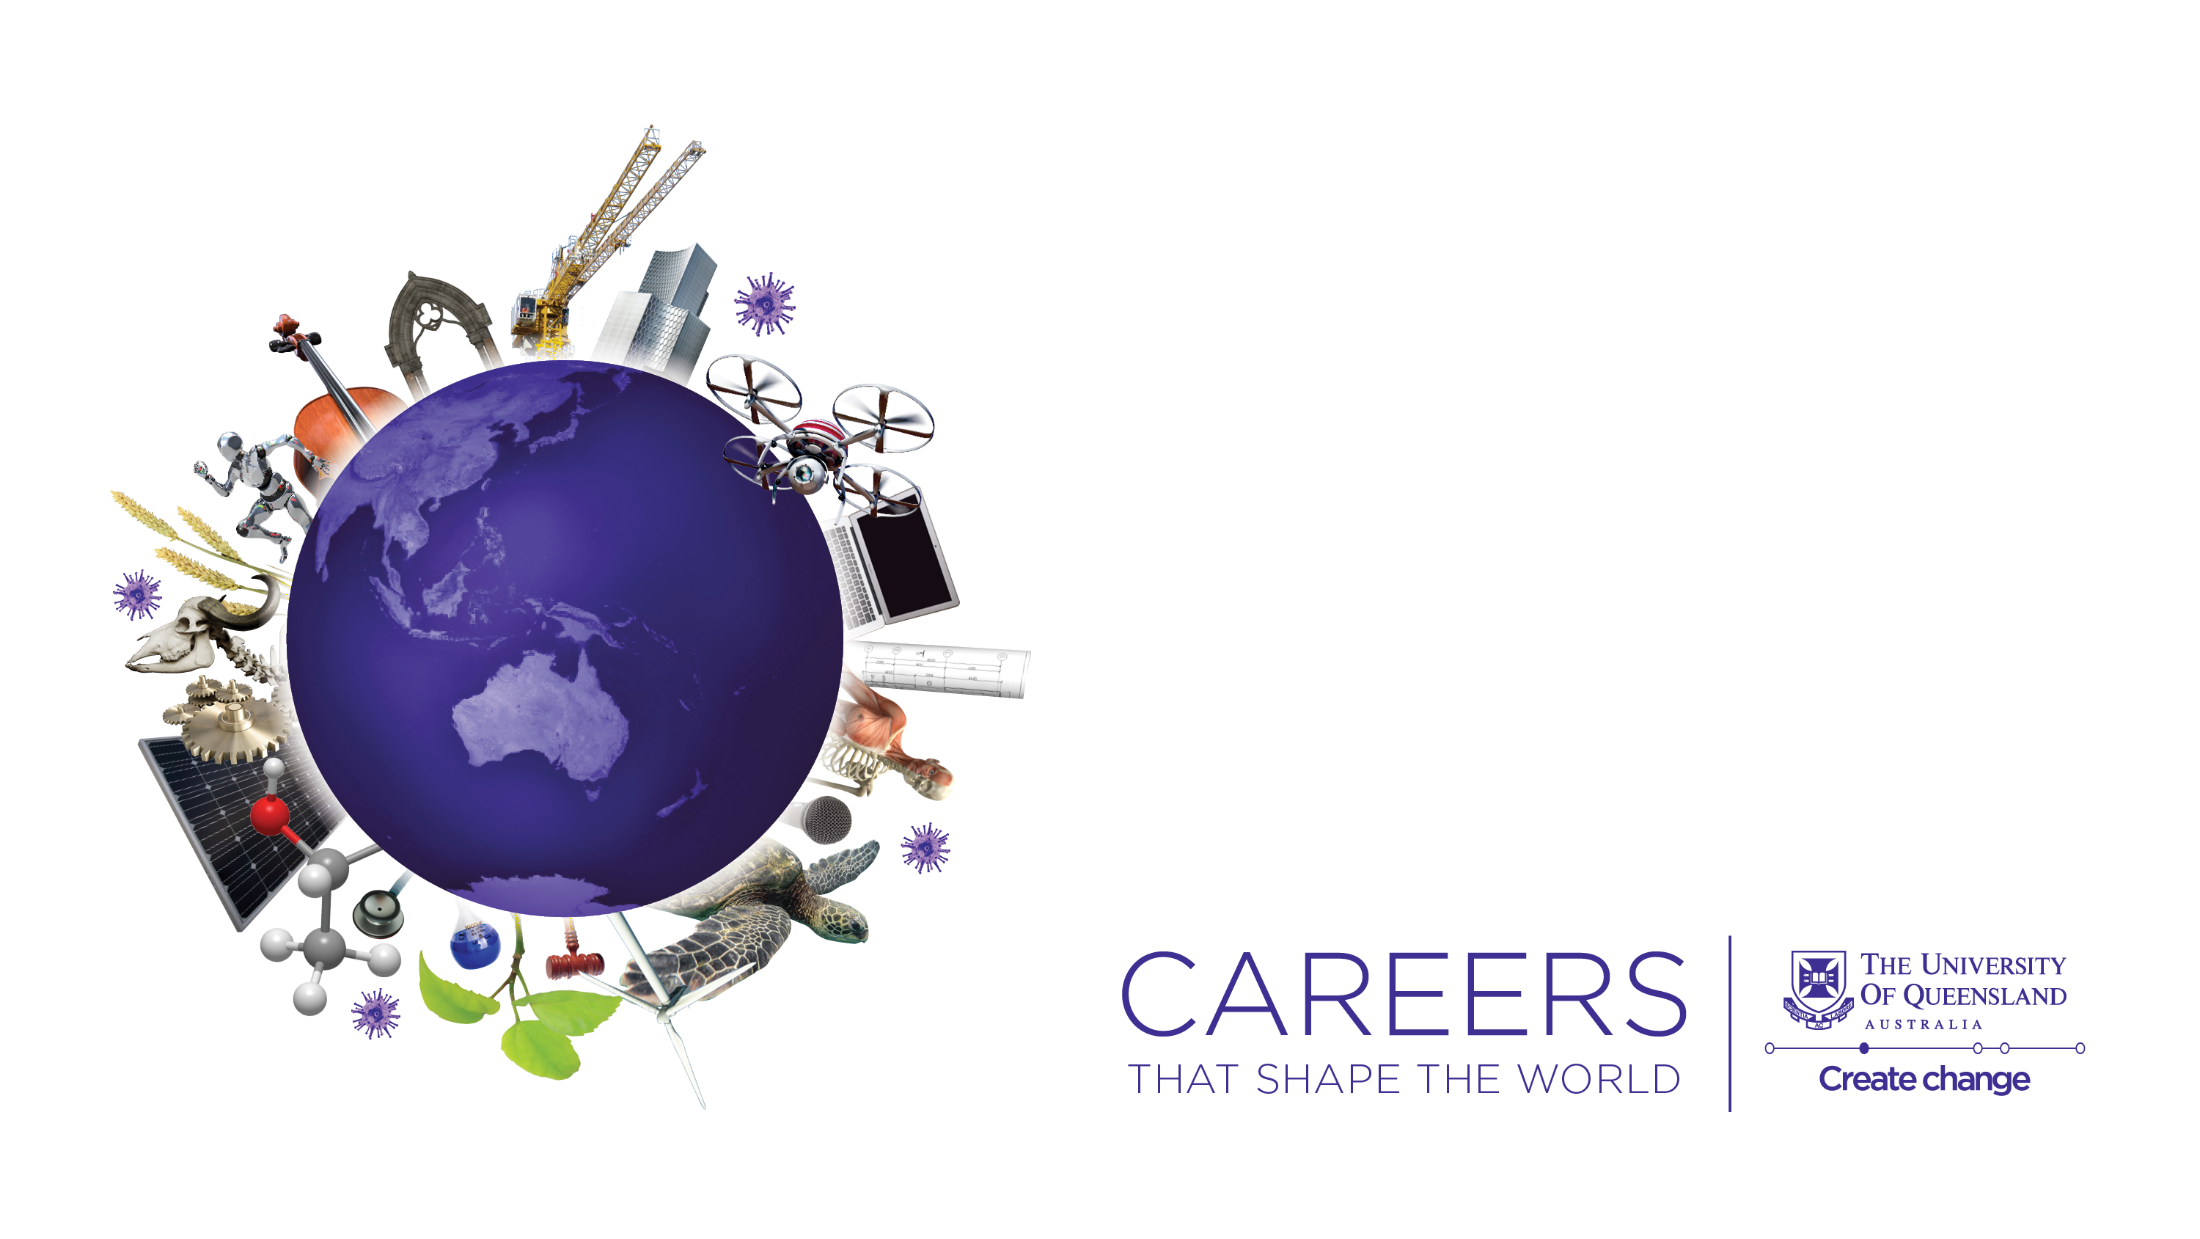 CAREERS
THAT SHAPE THE WORLD
THE UNIVERSITY
OF QUEENSLAND
AUSTRALIA
Create change